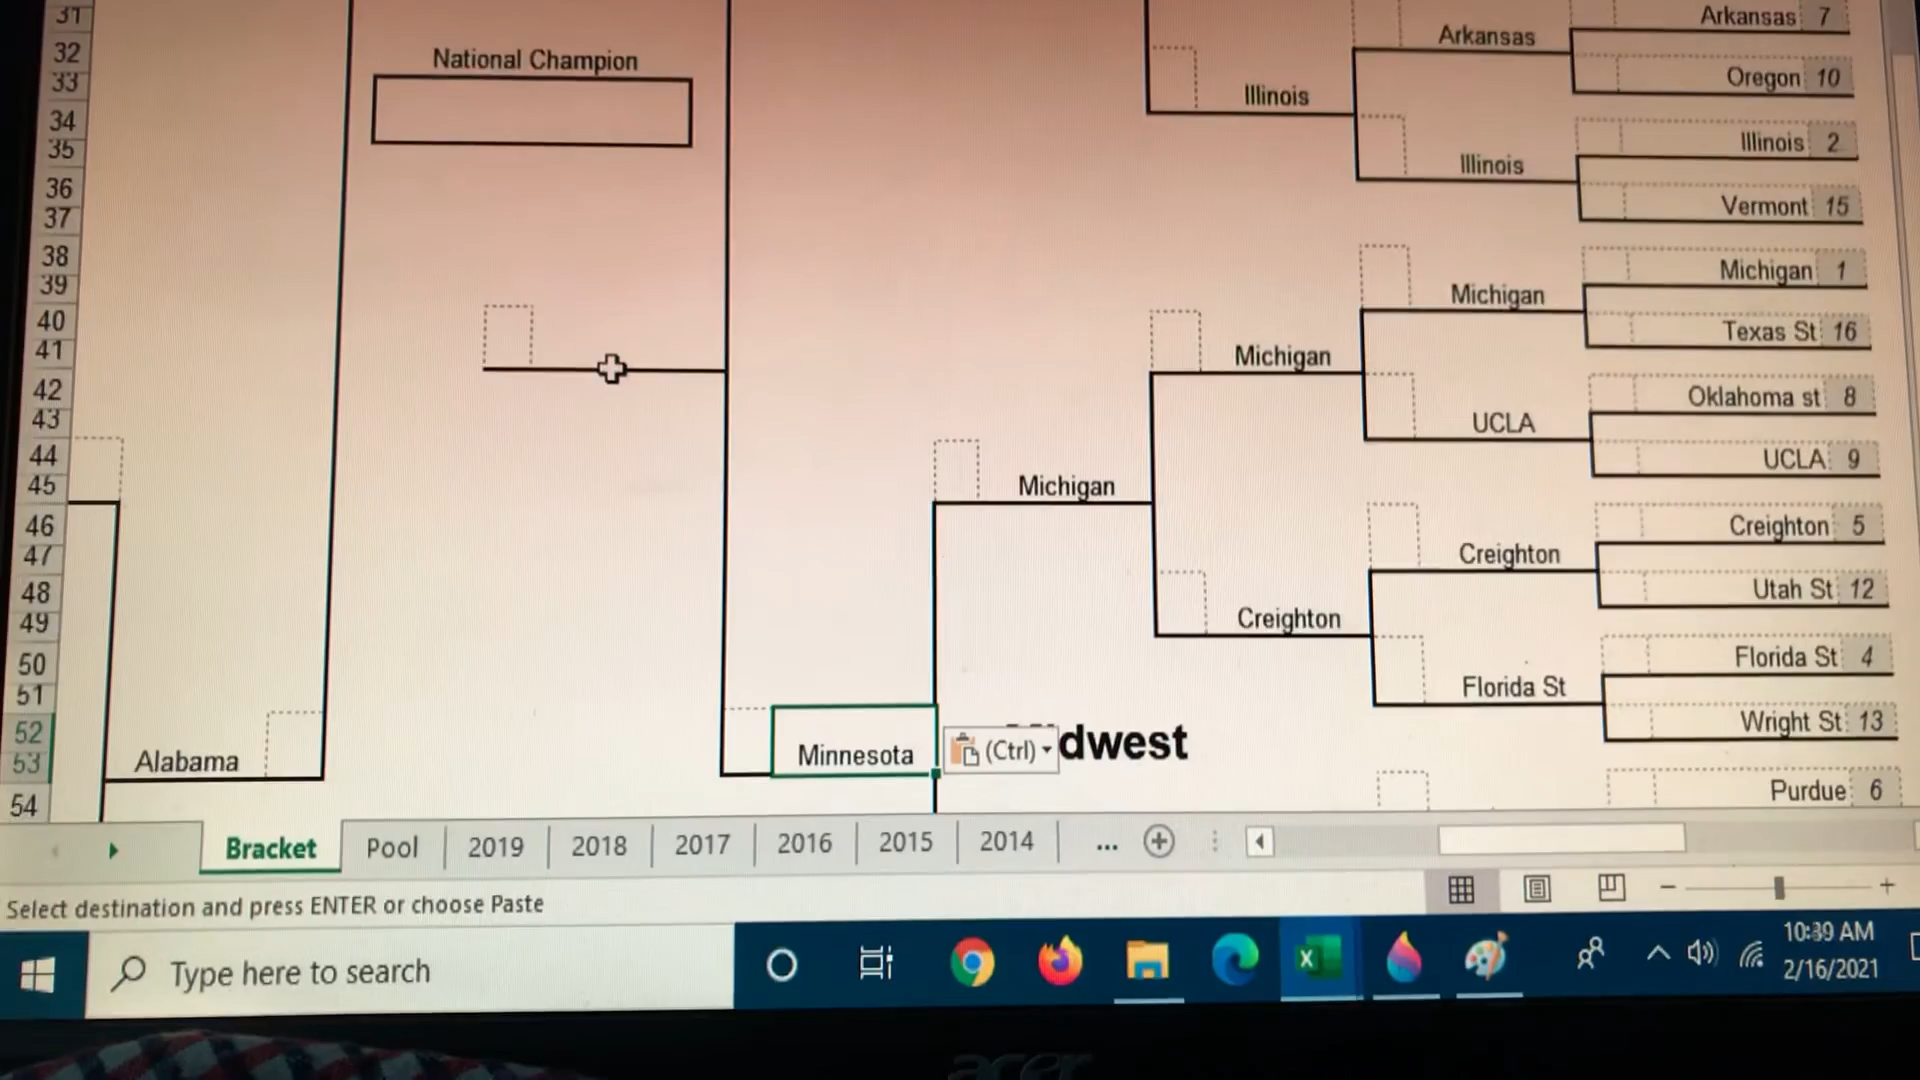 31
32
33
34
35
36
37
38
39
40
41
42
43
44
45
46
47
48
49
50
51
52
53
54
National Champion
Arkansas 7
Arkansas
Oregon 10
Illinois
Illinois 2
Illinois
Vermont 15
Michigan 1
Michigan
Texas St 16
Michigan
Oklahoma st 8
UCLA
UCLA 9
Michigan
Creighton 5
Creighton
Utah St 12
Creighton
Florida St 4
Florida St
Wright St 13
Alabama
Minnesota
(Ctrl)
dwest
Purdue 6
Bracket Pool 2019 2018 2017 2016 2015 2014 ...
Select destination and press ENTER or choose Paste
Type here to search
10:39 AM
2/16/2021
acer